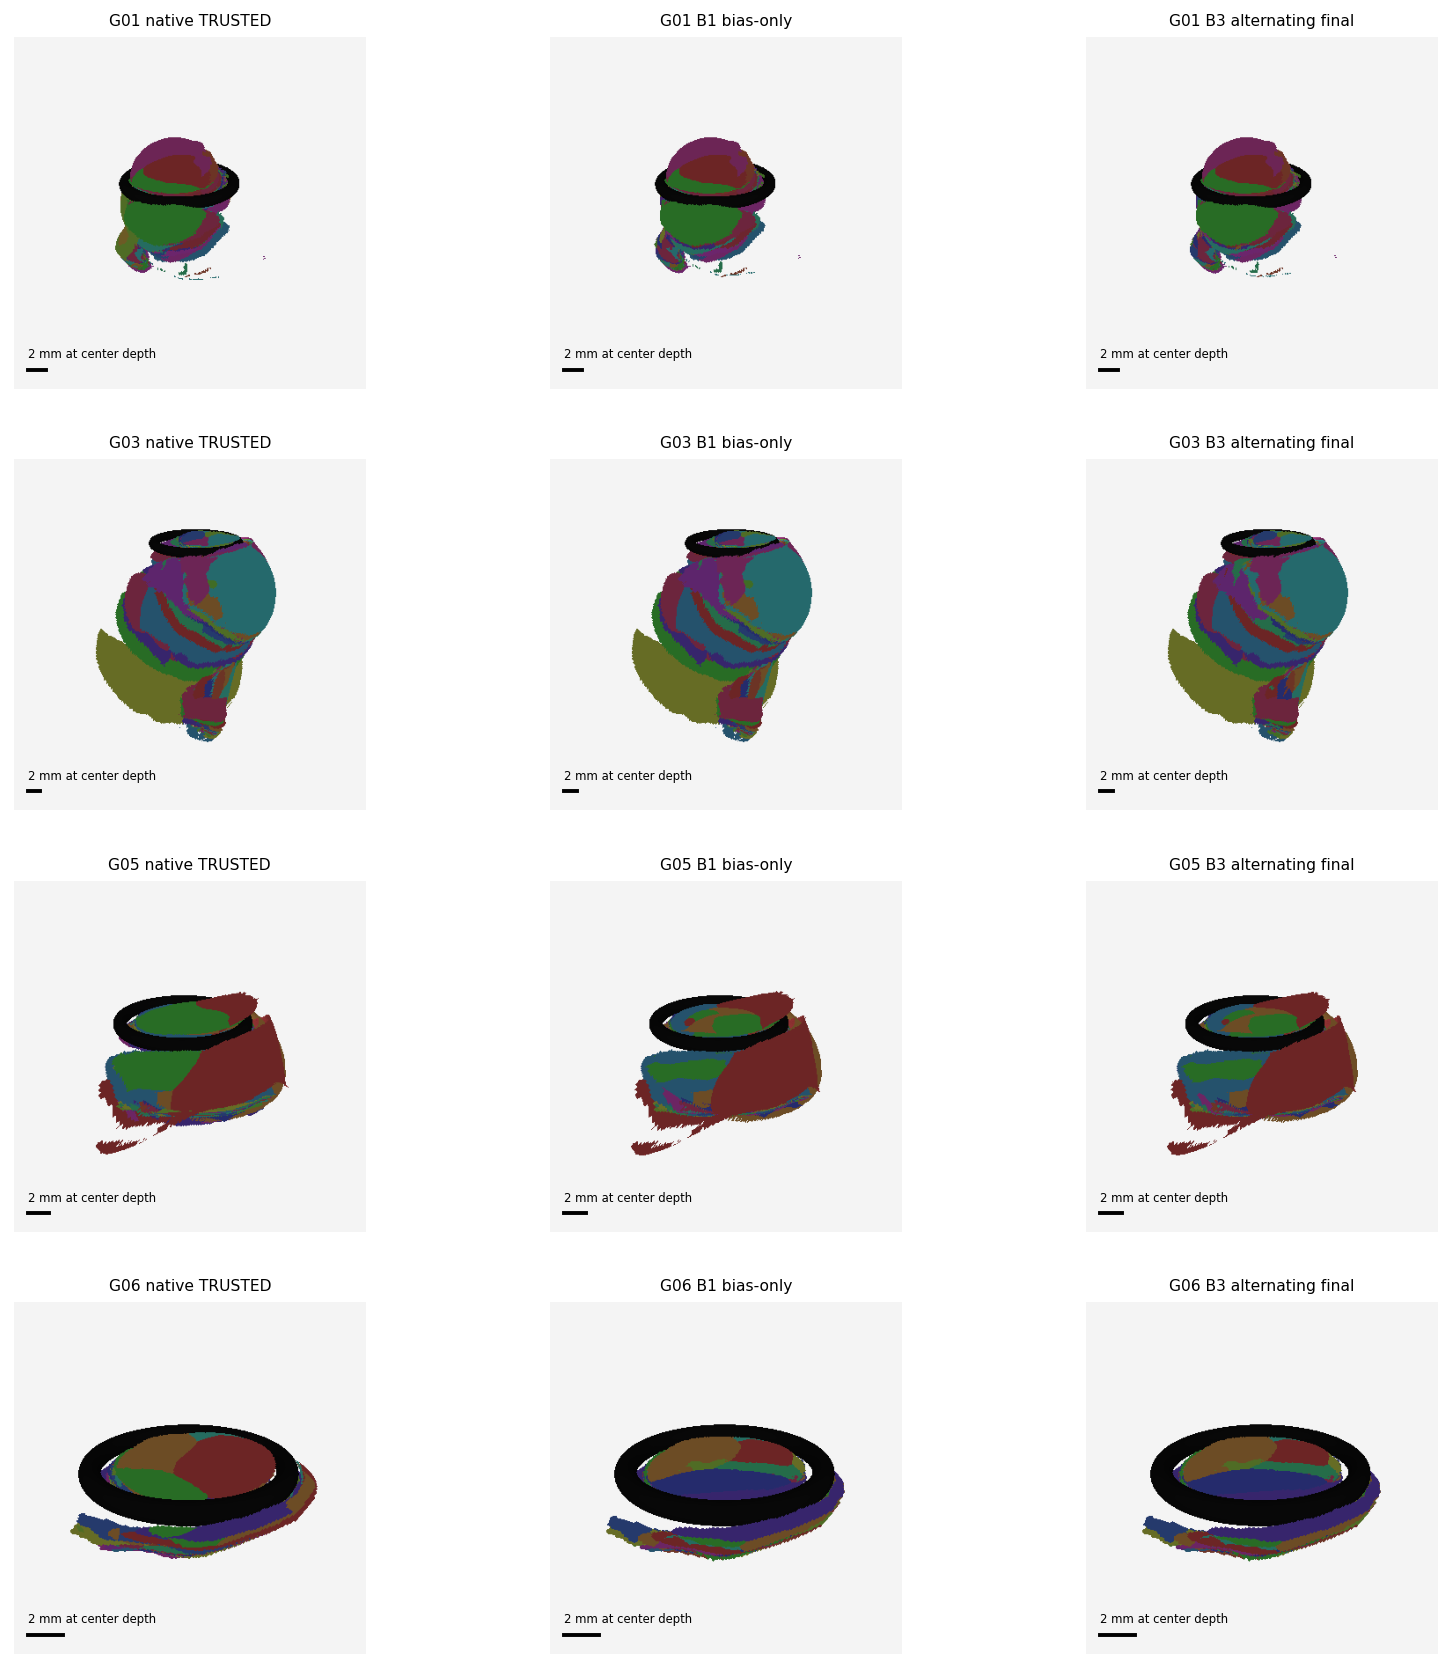 G01 native TRUSTED
G01 B1 bias-only
G01 B3 alternating final
2 mm at center depth
2 mm at center depth
2 mm at center depth
G03 native TRUSTED
G03 B1 bias-only
G03 B3 alternating final
2 mm at center depth
2 mm at center depth
2 mm at center depth
G05 native TRUSTED
G05 B1 bias-only
G05 B3 alternating final
2 mm at center depth
2 mm at center depth
2 mm at center depth
G06 native TRUSTED
G06 B1 bias-only
G06 B3 alternating final
2 mm at center depth
2 mm at center depth
2 mm at center depth